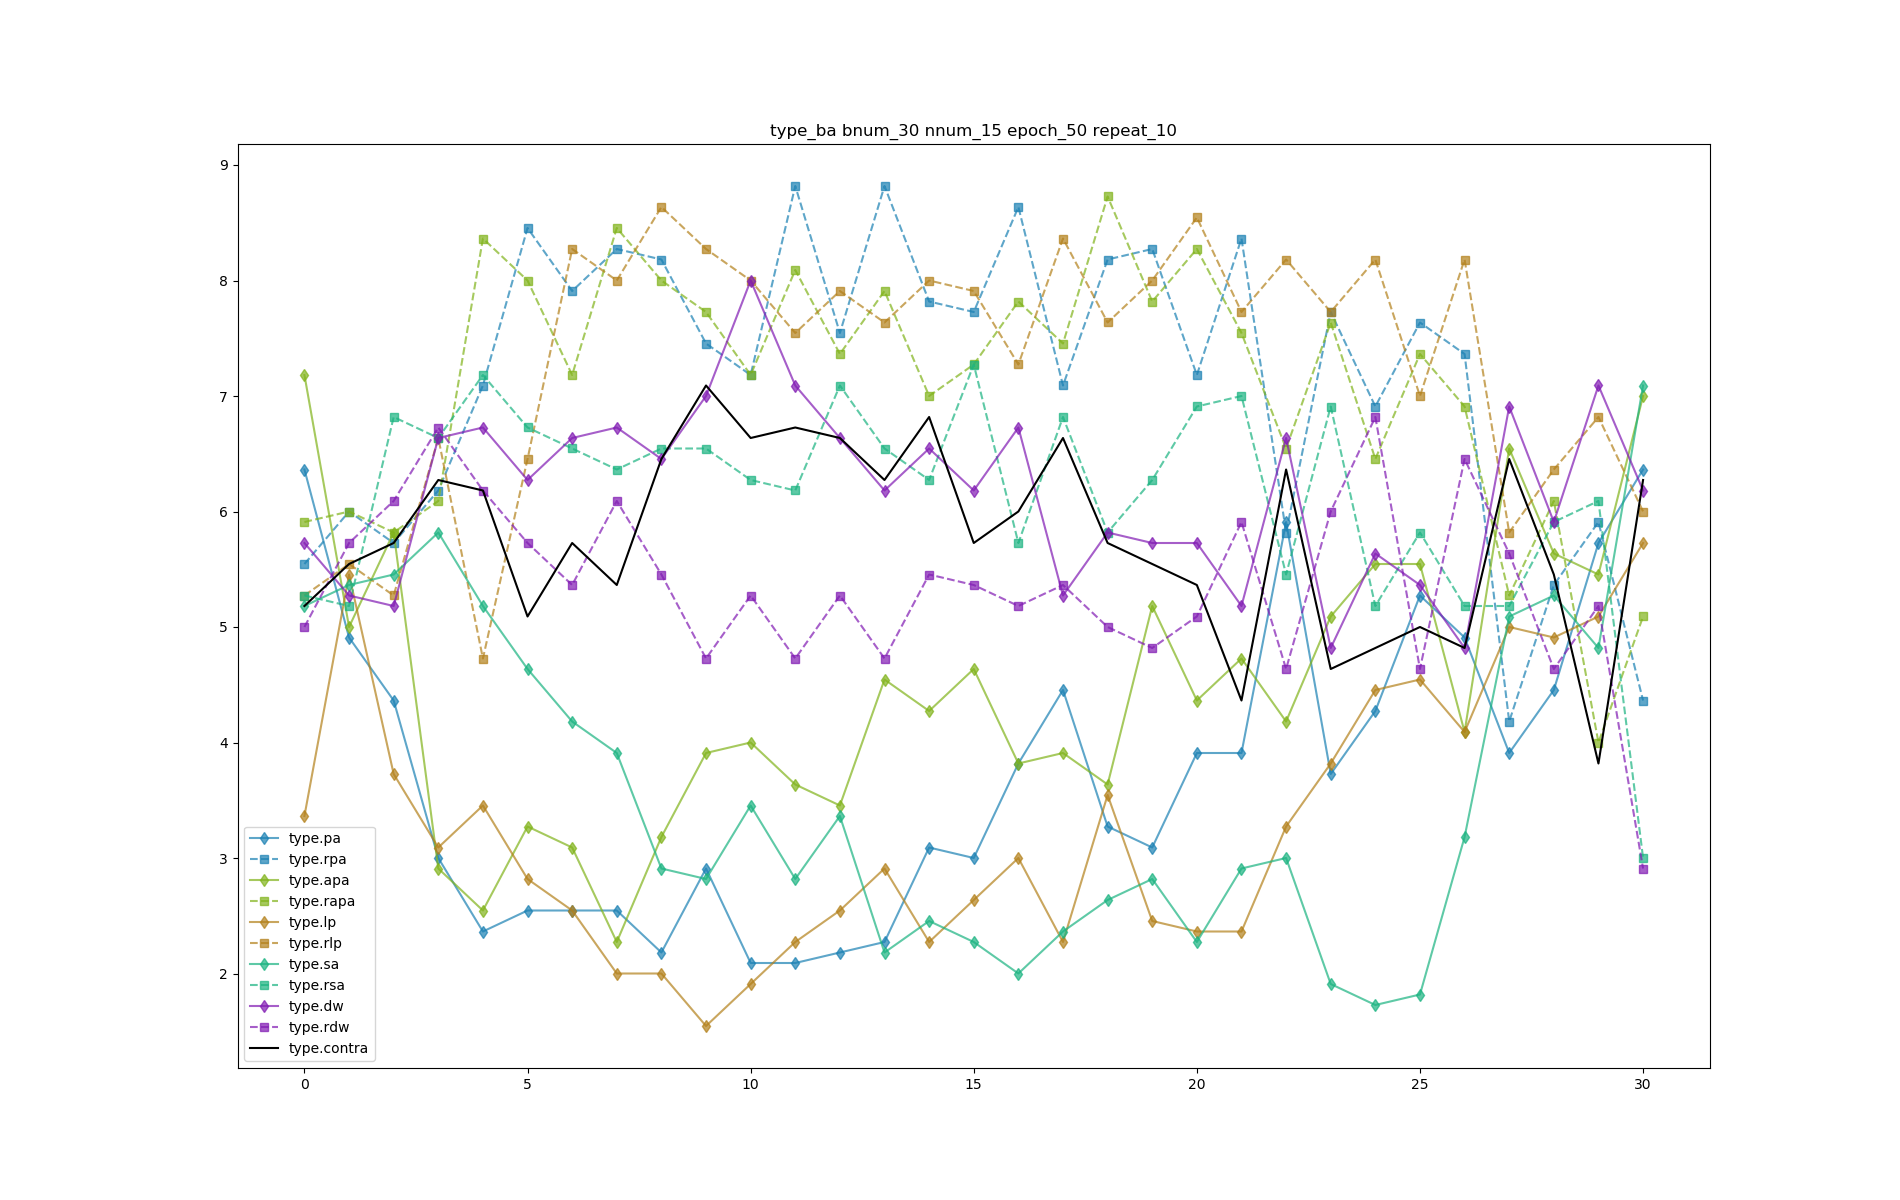 type_ba bnum_30 nnum_15 epoch_50 repeat_10
9
8
7
6
5
4
3
2
type.pa
type.rpa
type.apa
type.rapa
type.lp
type.rlp
type.sa
type.rsa
type.dw
type.rdw
type.contra
0 5 10 15 20 25 30